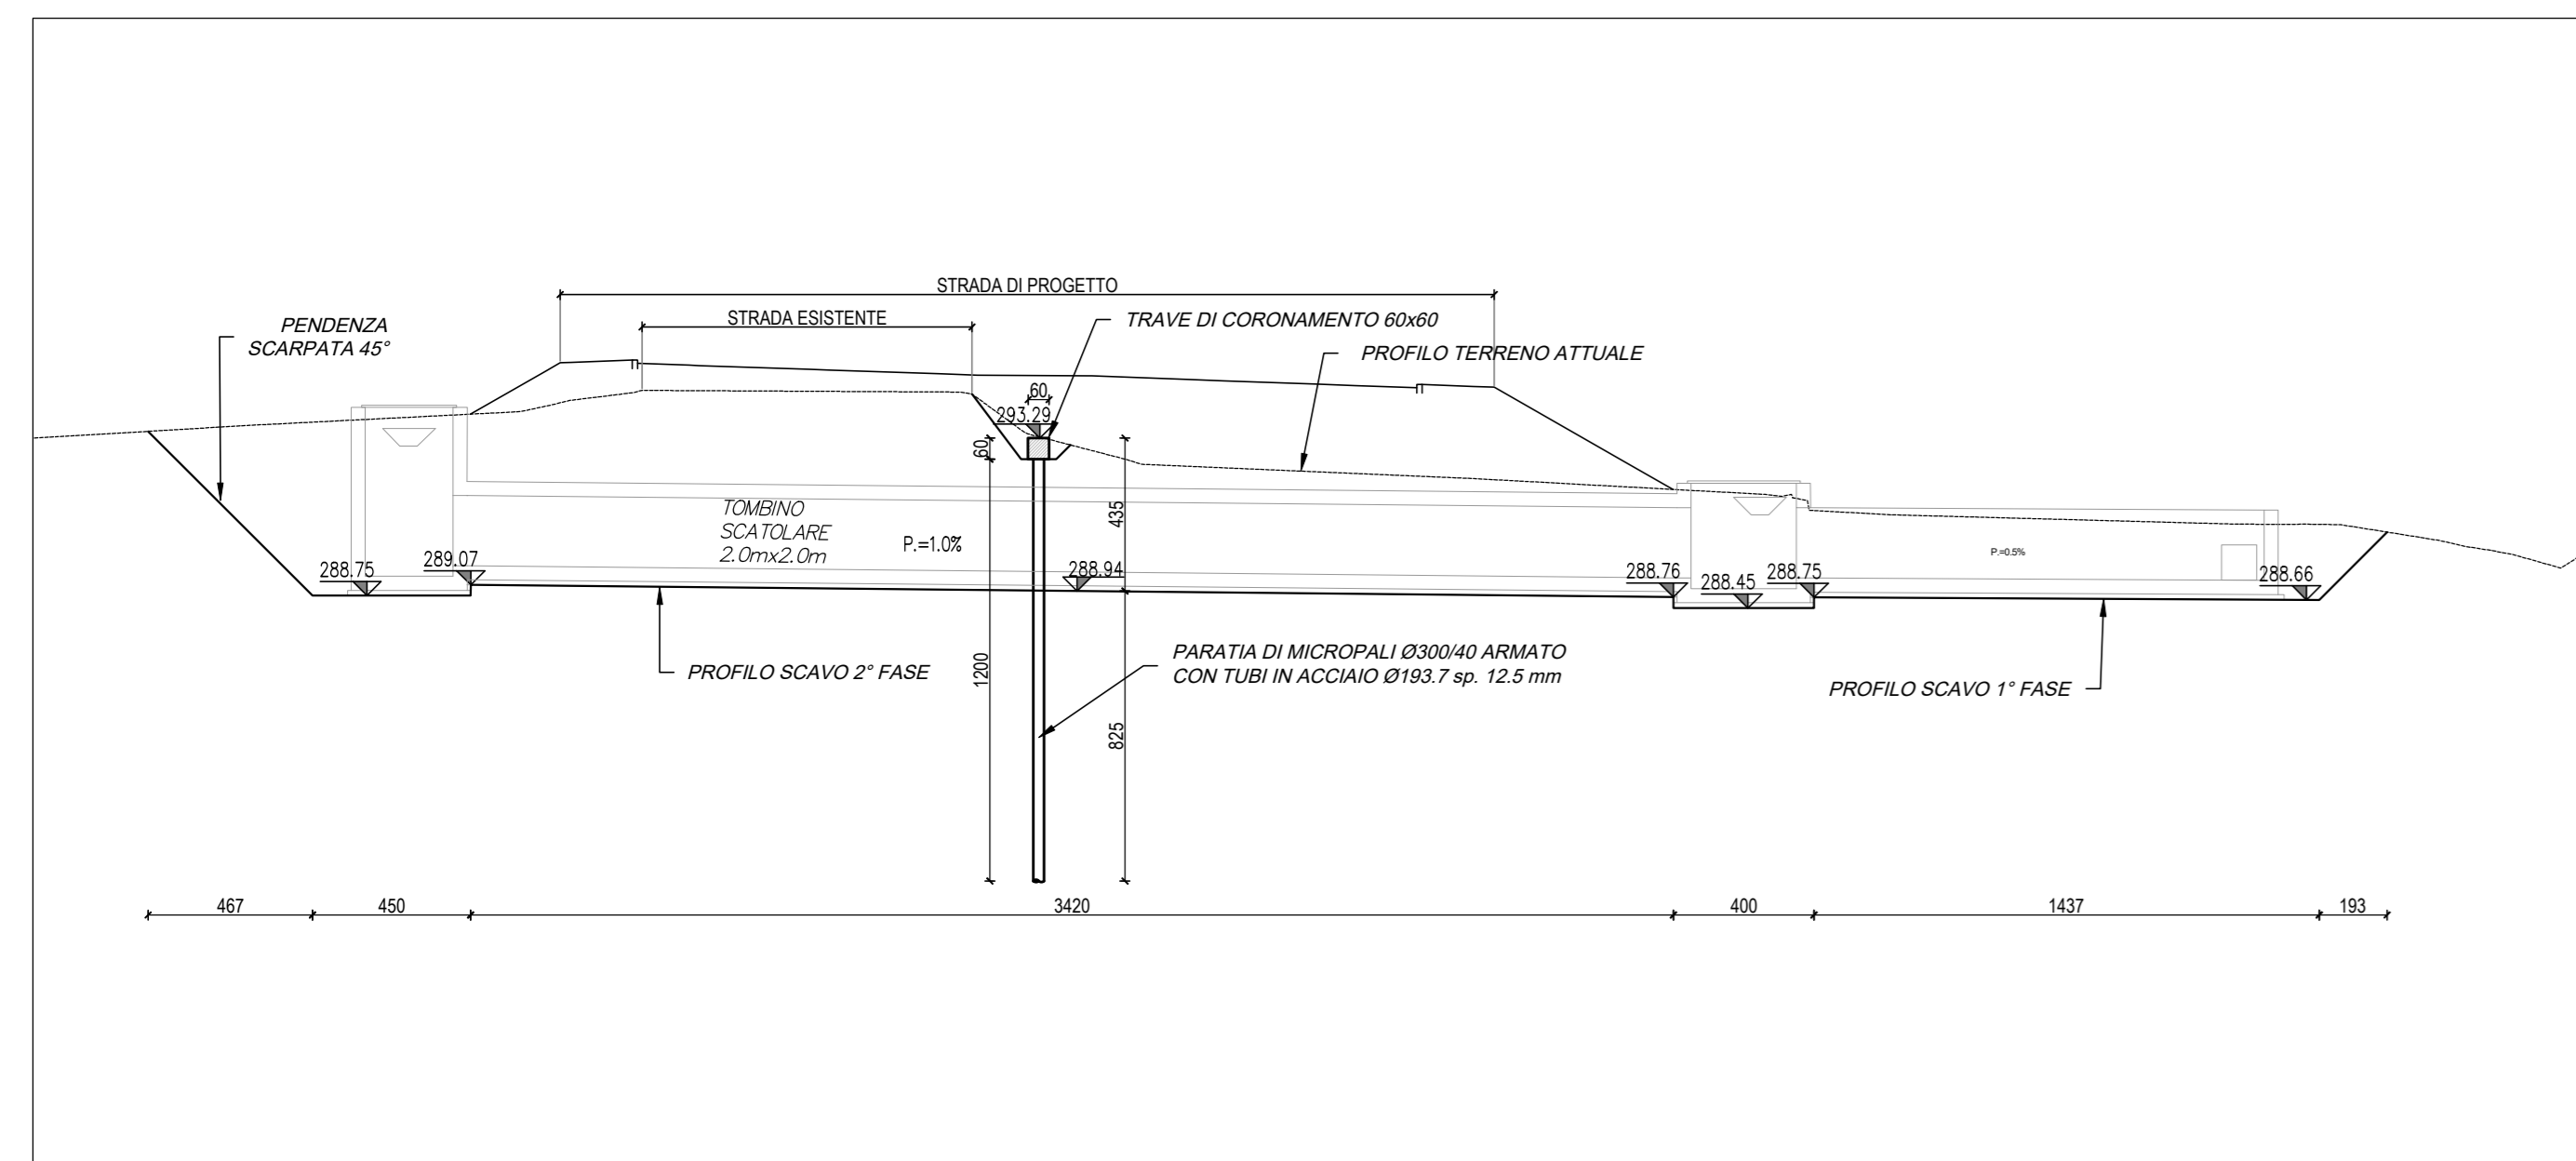 STRADA DI PROGETTO
STRADA ESISTENTE
TRAVE DI CORONAMENTO 60x60
PENDENZA
SCARPATA 45°
PROFILO TERRENO ATTUALE
60
293.29
60
435
TOMBINO
SCATOLARE
2.0mx2.0m
P.=1.0%
P.=0.5%
288.75
289.07
288.94
288.76
288.45
288.75
288.66
1200
825
PARATIA DI MICROPALI Ø300/40 ARMATO
CON TUBI IN ACCIAIO Ø193.7 sp. 12.5 mm
PROFILO SCAVO 2° FASE
PROFILO SCAVO 1° FASE
467
450
3420
400
1437
193